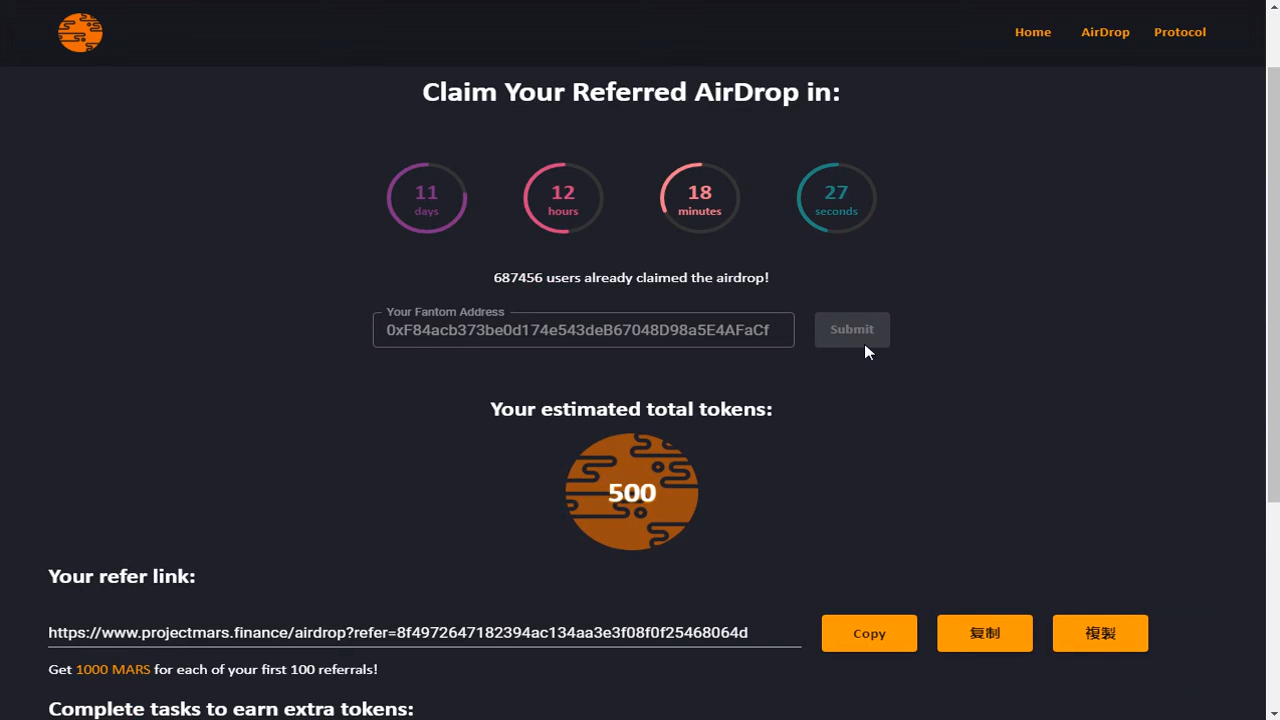 Home AirDrop Protocol
Claim Your Referred AirDrop in:
11 12 18 27
days hours minutes seconds
687456 users already claimed the airdrop!
Your Fantom Address
0xF84acb373be0d174e543deB67048D98a5E4AFaCf Submit
Your estimated total tokens:
500
Your refer link:
https://www.projectmars.finance/airdrop?refer=8f4972647182394ac134aa3e3f08f0f25468064d Copy 复制 複製
Get 1000 MARS for each of your first 100 referrals!
Complete tasks to earn extra tokens: